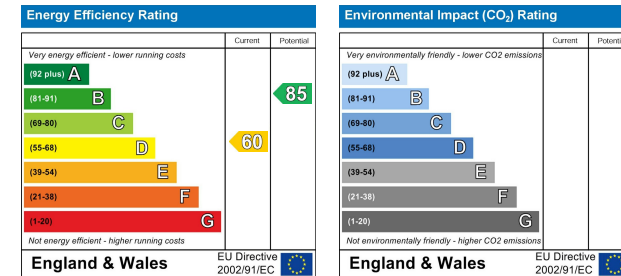 Energy Efficiency Rating
Current Potential
Very energy efficient - lower running costs
(92 plus) A
(81-91) B
85
(69-80) C
(55-68) D
60
(39-54) E
(21-38) F
(1-20) G
Not energy efficient - higher running costs
England & Wales
EU Directive
2002/91/EC
Environmental Impact (CO₂) Rating
Current Potenti
Very environmentally friendly - lower CO2 emissions
(92 plus) A
(81-91) B
(69-80) C
(55-68) D
(39-54) E
(21-38) F
(1-20) G
Not environmentally friendly - higher CO2 emissions
England & Wales
EU Directive
2002/91/EC